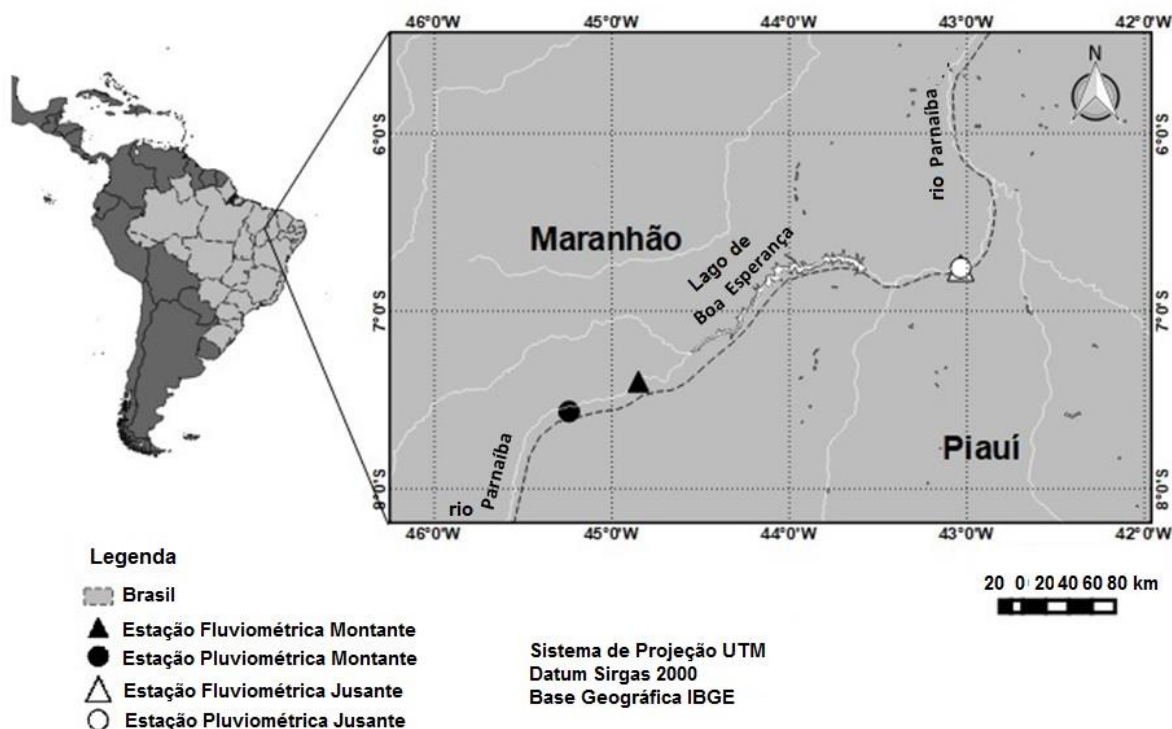 46°0'W 45°0'W 44°0'W 43°0'W 42°0'W
N
6°0'S
6°0'S
rio Parnaíba
Maranhão
Lago de
Boa Esperança
7°0'S
7°0'S
Piauí
rio Parnaíba
8°0'S
8°0'S
46°0'W 45°0'W 44°0'W 43°0'W 42°0'W
Legenda
Brasil
Estação Fluviométrica Montante
Estação Pluviométrica Montante
Estação Fluviométrica Jusante
Estação Pluviométrica Jusante
Sistema de Projeção UTM
Datum Sirgas 2000
Base Geográfica IBGE
20 0 20 40 60 80 km